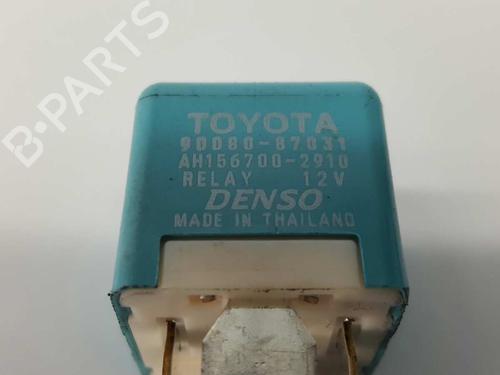 B-PARTS
TOYOTA
90080-87031
AH156700-2910
RELAY 12V
DENSO
MADE IN THAILAND